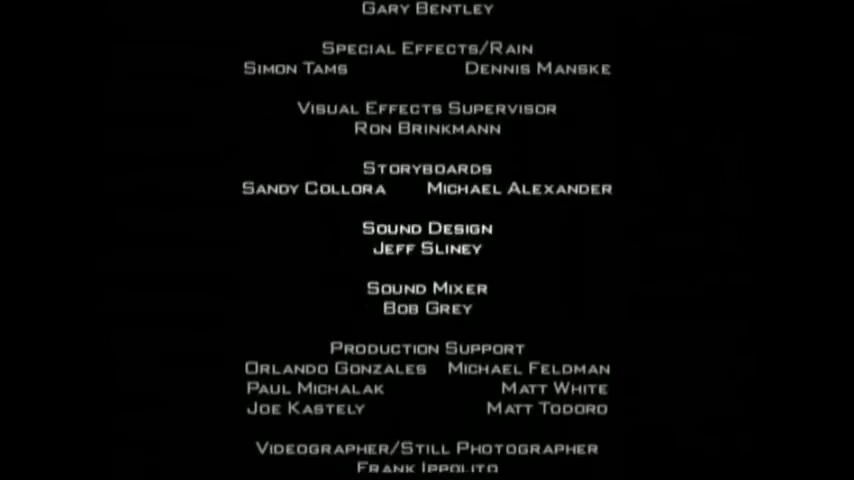 Gary Bentley
Special Effects/Rain
Simon Tams Dennis Manske
Visual Effects Supervisor
Ron Brinkmann
Storyboards
Sandy Collora Michael Alexander
Sound Design
Jeff Sliney
Sound Mixer
Bob Grey
Production Support
Orlando Gonzales Michael Feldman
Paul Michalak Matt White
Joe Kastely Matt Todoro
Videographer/Still Photographer
Frank Ippolito